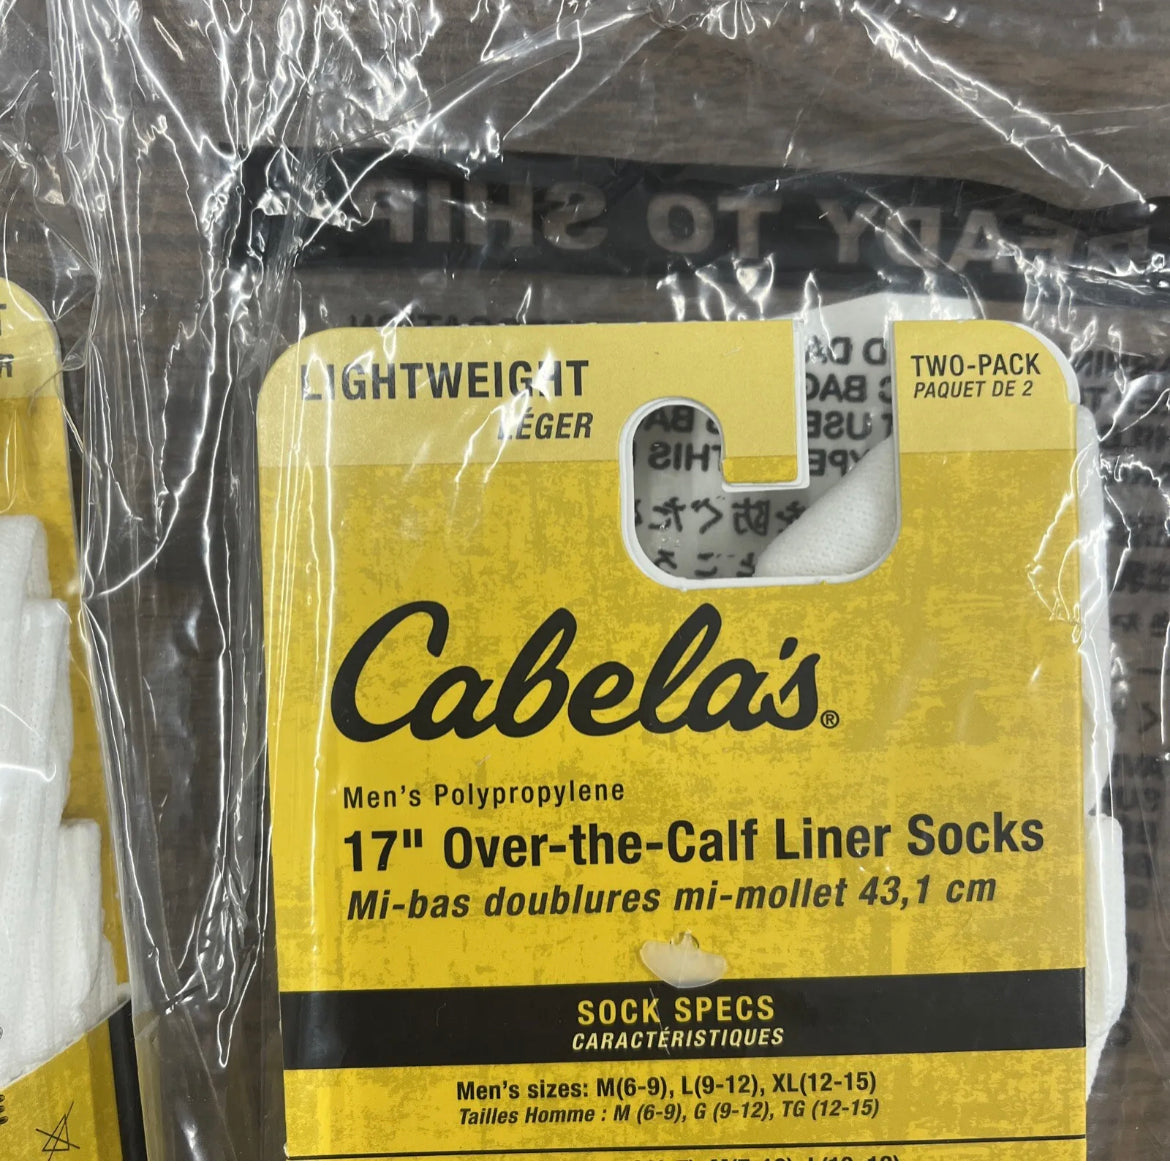 READY TO SHIP
LIGHTWEIGHT
LÉGER
TWO-PACK
PAQUET DE 2
Cabela's®
Men's Polypropylene
17" Over-the-Calf Liner Socks
Mi-bas doublures mi-mollet 43,1 cm
SOCK SPECS
CARACTÉRISTIQUES
Men's sizes: M(6-9), L(9-12), XL(12-15)
Tailles Homme : M (6-9), G (9-12), TG (12-15)